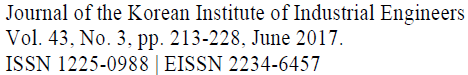 Journal of the Korean Institute of Industrial Engineers
Vol. 43, No. 3, pp. 213-228, June 2017.
ISSN 1225-0988 | EISSN 2234-6457